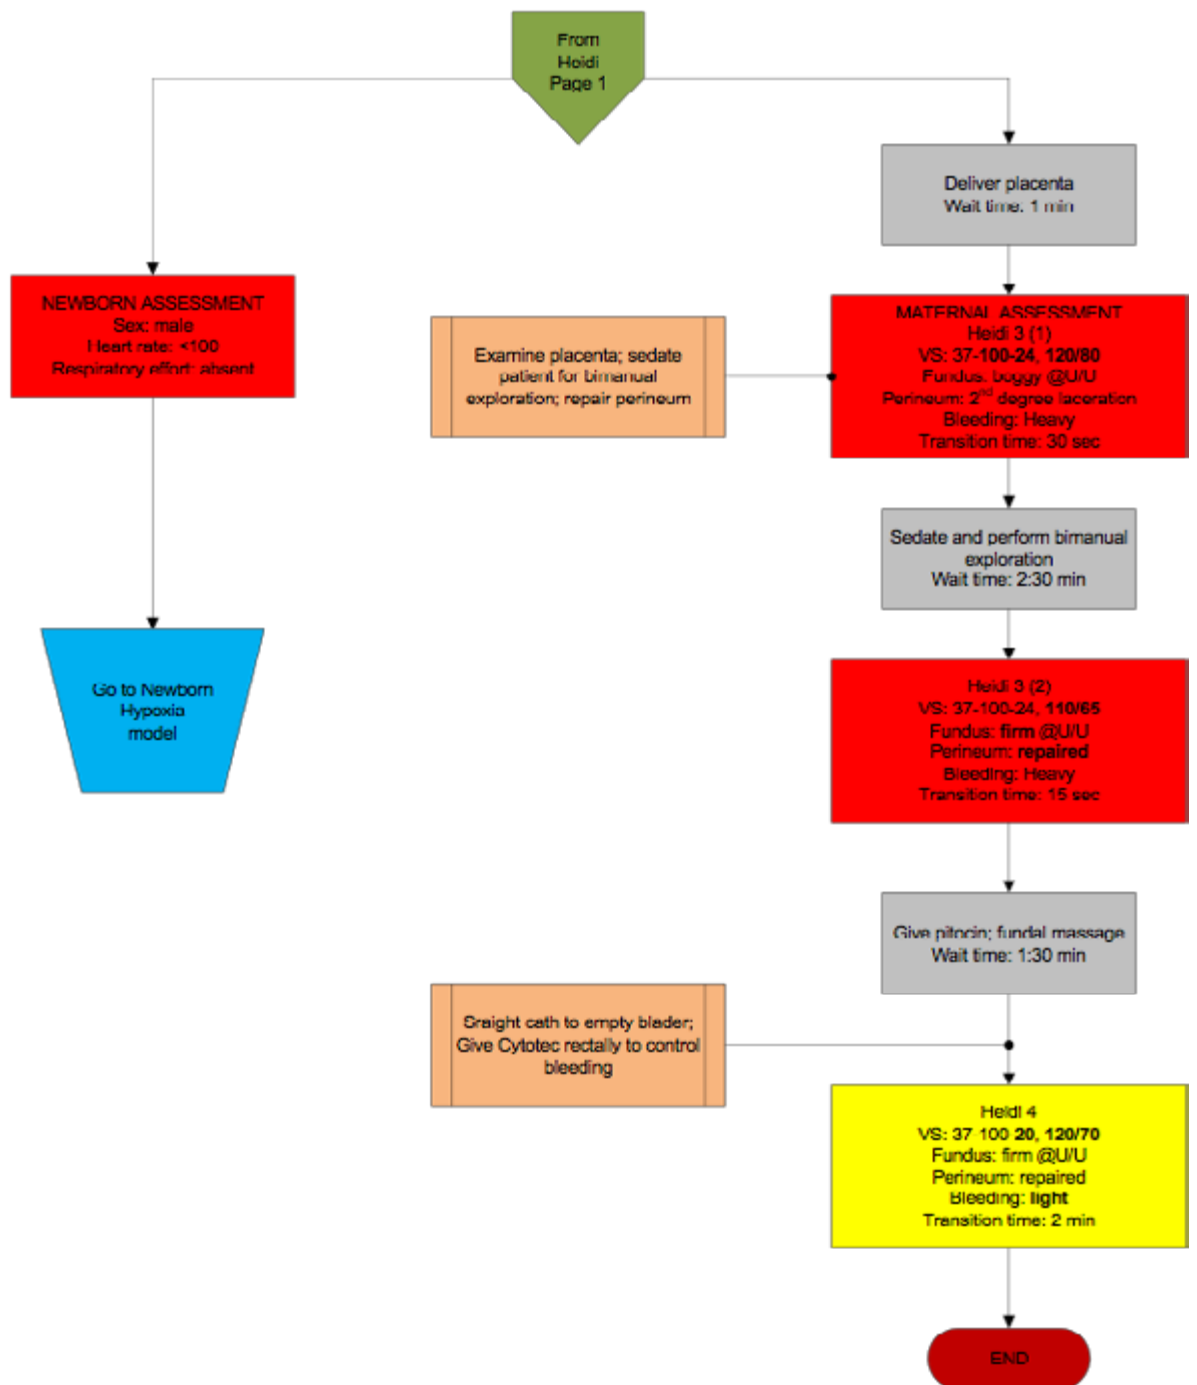 From
Heidi
Page 1
Deliver placenta
Wait time: 1 min
NEWBORN ASSESSMENT
Sex: male
Heart rate: <100
Respiratory effort: absent
Examine placenta; sedate
patient for bimanual
exploration; repair perineum
MATERNAL ASSESSMENT
Heidi 3 (1)
VS: 37-100-24, 120/80
Fundus: boggy @U/U
Perineum: 2nd degree laceration
Bleeding: Heavy
Transition time: 30 sec
Sedate and perform bimanual
exploration
Wait time: 2:30 min
Go to Newborn
Hypoxia
model
Heidi 3 (2)
VS: 37-100-24, 110/65
Fundus: firm @U/U
Perineum: repaired
Bleeding: Heavy
Transition time: 15 sec
Give pitocin; fundal massage
Wait time: 1:30 min
Sraight cath to empty blader;
Give Cytotec rectally to control
bleeding
Heidi 4
VS: 37-100-20, 120/70
Fundus: firm @U/U
Perineum: repaired
Bleeding: light
Transition time: 2 min
END